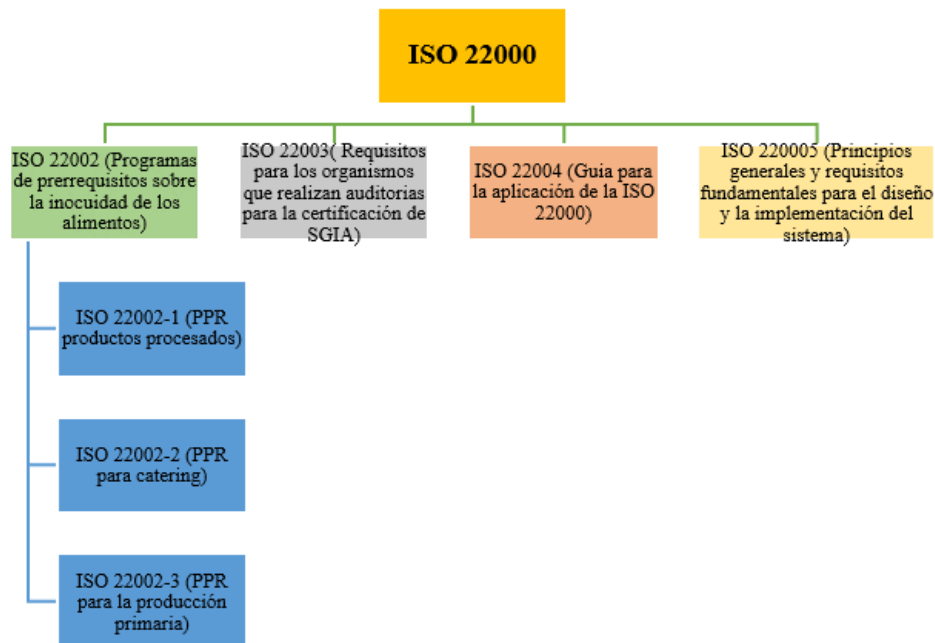 ISO 22000
ISO 22002 (Programas
de prerrequisitos sobre
la inocuidad de los
alimentos)
ISO 22003( Requisitos
para los organismos
que realizan auditorias
para la certificación de
SGIA)
ISO 22004 (Guía para
la aplicación de la ISO
22000)
ISO 220005 (Principios
generales y requisitos
fundamentales para el diseño
y la implementación del
sistema)
ISO 22002-1 (PPR
productos procesados)
ISO 22002-2 (PPR
para catering)
ISO 22002-3 (PPR
para la producción
primaria)